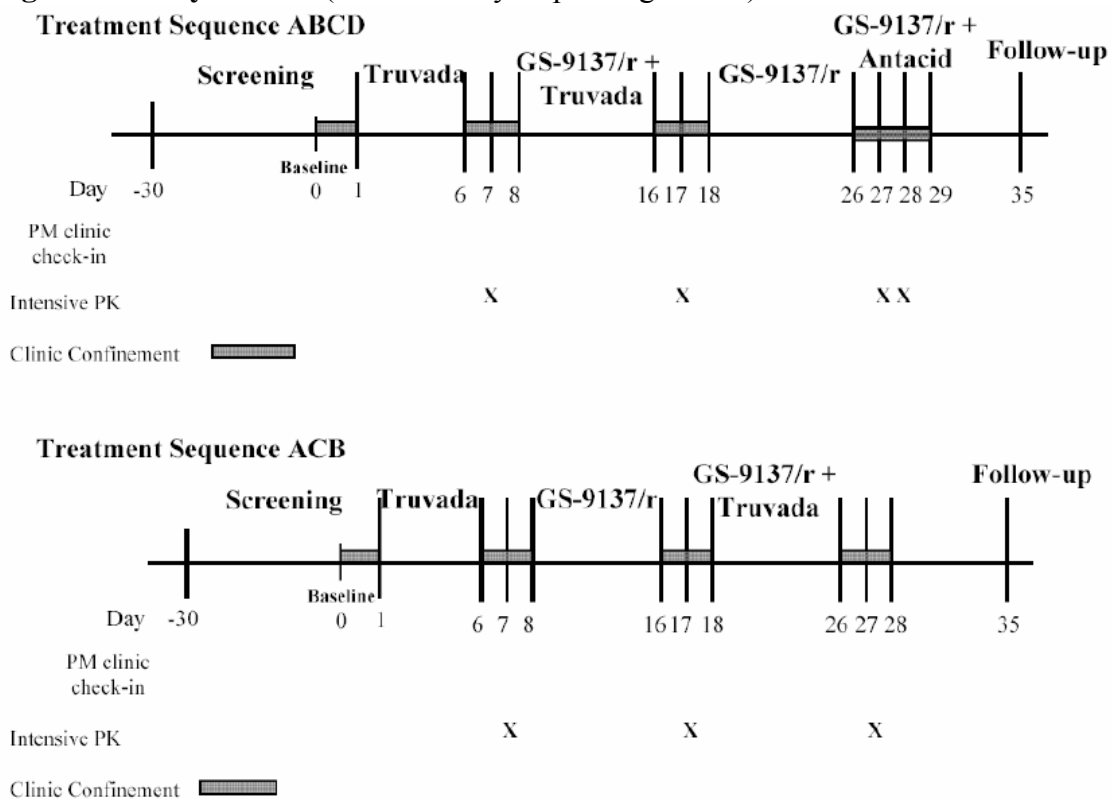 Treatment Sequence ABCD
Screening
Truvada
GS-9137/r +
Truvada
GS-9137/r
GS-9137/r +
Antacid
Follow-up
Baseline
Day -30 0 1 6 7 8 16 17 18 26 27 28 29 35
PM clinic
check-in
Intensive PK X X X X
Clinic Confinement
Treatment Sequence ACB
Screening
Truvada
GS-9137/r
GS-9137/r +
Truvada
Follow-up
Baseline
Day -30 0 1 6 7 8 16 17 18 26 27 28 35
PM clinic
check-in
Intensive PK X X X
Clinic Confinement